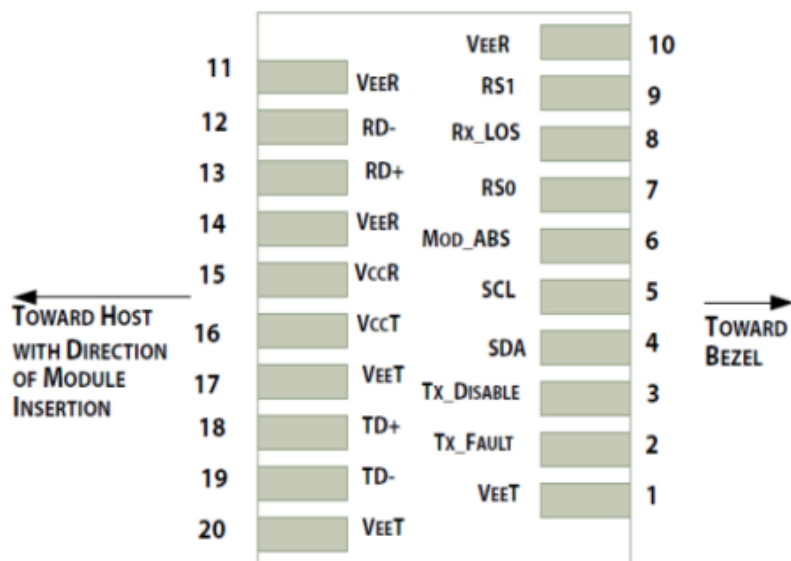 11 VEER
12 RD-
13 RD+
14 VEER
15 VCCR
16 VCCT
17 VEET
18 TD+
19 TD-
20 VEET
VEER 10
RS1 9
RX_LOS 8
RS0 7
MOD_ABS 6
SCL 5
SDA 4
TX_DISABLE 3
TX_FAULT 2
VEET 1
TOWARD HOST
WITH DIRECTION
OF MODULE
INSERTION
TOWARD
BEZEL